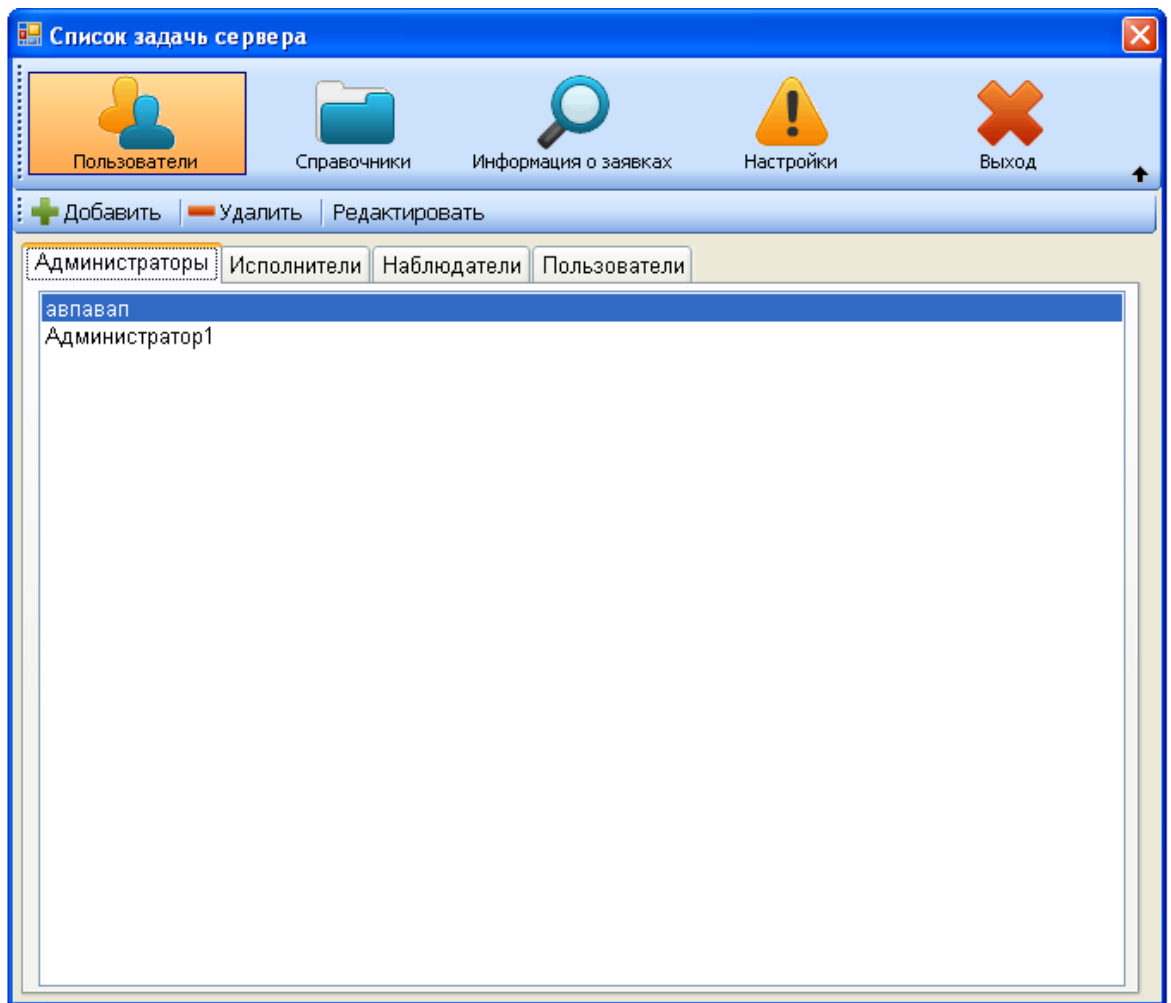 Список задачь сервера
Пользователи Справочники Информация о заявках Настройки Выход
Добавить Удалить Редактировать
Администраторы Исполнители Наблюдатели Пользователи
авпавап
Администратор1